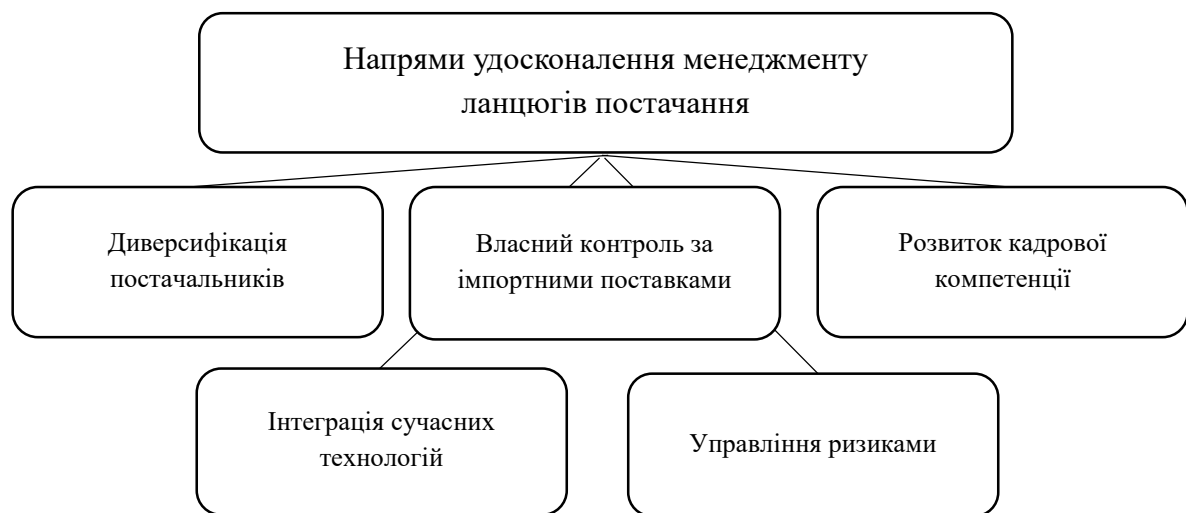 Напрями удосконалення менеджменту
ланцюгів постачання
Диверсифікація
постачальників
Власний контроль за
імпортними поставками
Розвиток кадрової
компетенції
Інтеграція сучасних
технологій
Управління ризиками